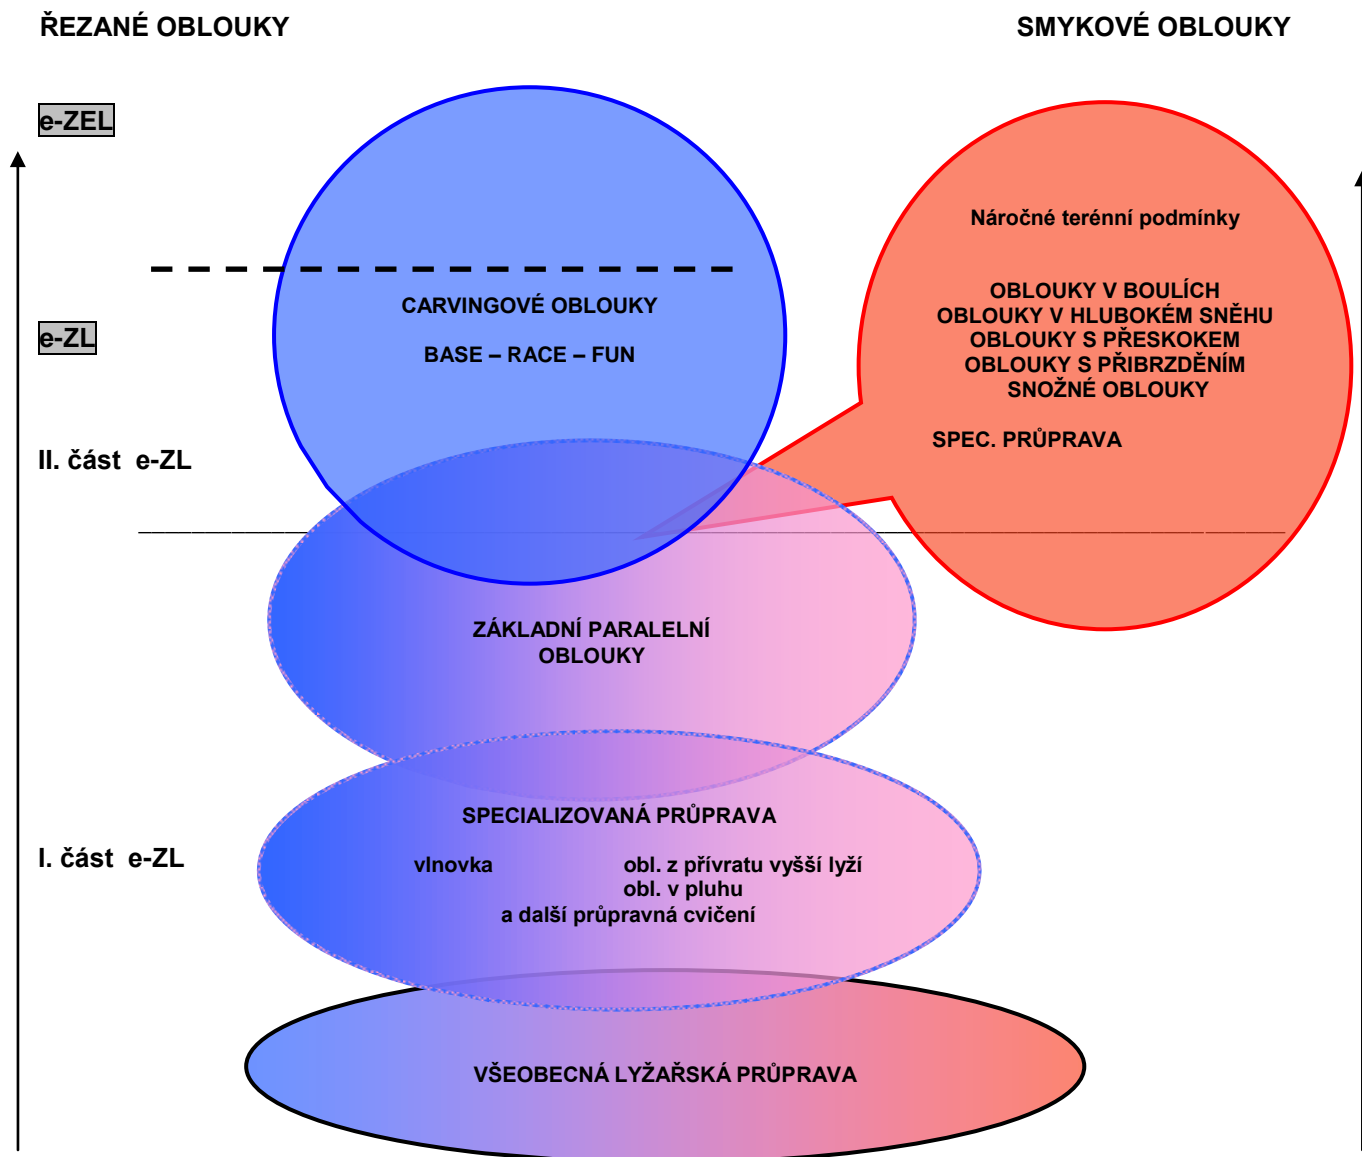 ŘEZANÉ OBLOUKY
SMYKOVÉ OBLOUKY
e-ZEL
Náročné terénní podmínky
CARVINGOVÉ OBLOUKY
BASE – RACE – FUN
e-ZL
OBLOUKY V BOULÍCH
OBLOUKY V HLUBOKÉM SNĚHU
OBLOUKY S PŘESKOKEM
OBLOUKY S PŘIBRZDĚNÍM
SNOŽNÉ OBLOUKY
SPEC. PRŮPRAVA
II. část e-ZL
ZÁKLADNÍ PARALELNÍ
OBLOUKY
SPECIALIZOVANÁ PRŮPRAVA
I. část e-ZL
vlnovka obl. z přívratu vyšší lyží
obl. v pluhu
a další průpravná cvičení
VŠEOBECNÁ LYŽAŘSKÁ PRŮPRAVA